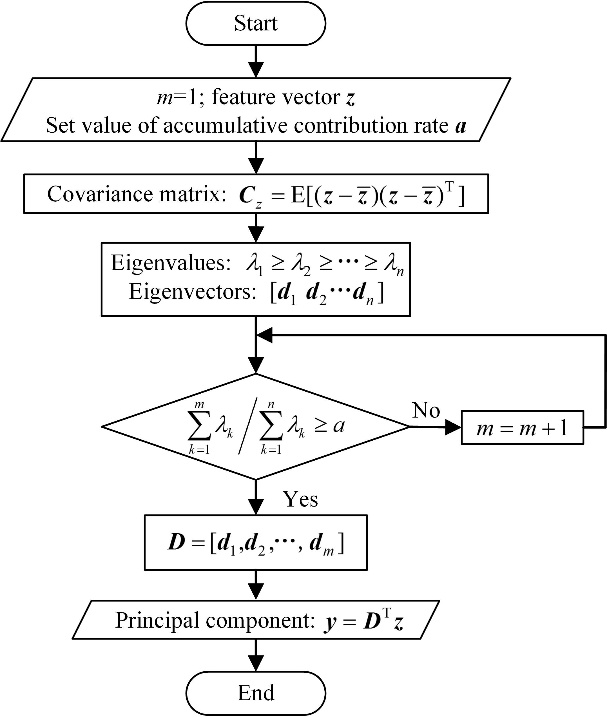 Start
m=1; feature vector z
Set value of accumulative contribution rate a
Covariance matrix: C_z = E[(z − z̅)(z − z̅)^T]
Eigenvalues: λ_1 ≥ λ_2 ≥ ⋯ ≥ λ_n
Eigenvectors: [d_1 d_2 ⋯ d_n]
∑_{k=1}^{m} λ_k / ∑_{k=1}^{n} λ_k ≥ a
No
m = m + 1
Yes
D = [d_1, d_2, ⋯, d_m]
Principal component: y = D^T z
End